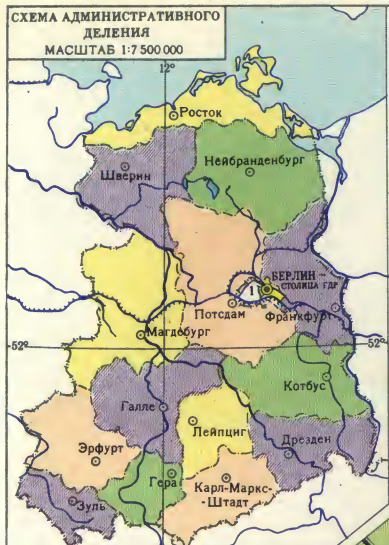 СХЕМА АДМИНИСТРАТИВНОГО
ДЕЛЕНИЯ
МАСШТАБ 1:7 500 000
12°
Росток
Шверин
Нейбранденбург
БЕРЛИН –
СТОЛИЦА ГДР
1
Потсдам
Франкфурт
Магдебург
52°
52°
Котбус
Галле
Лейпциг
Дрезден
Эрфурт
Гера
Карл-Маркс-
-Штадт
Зуль